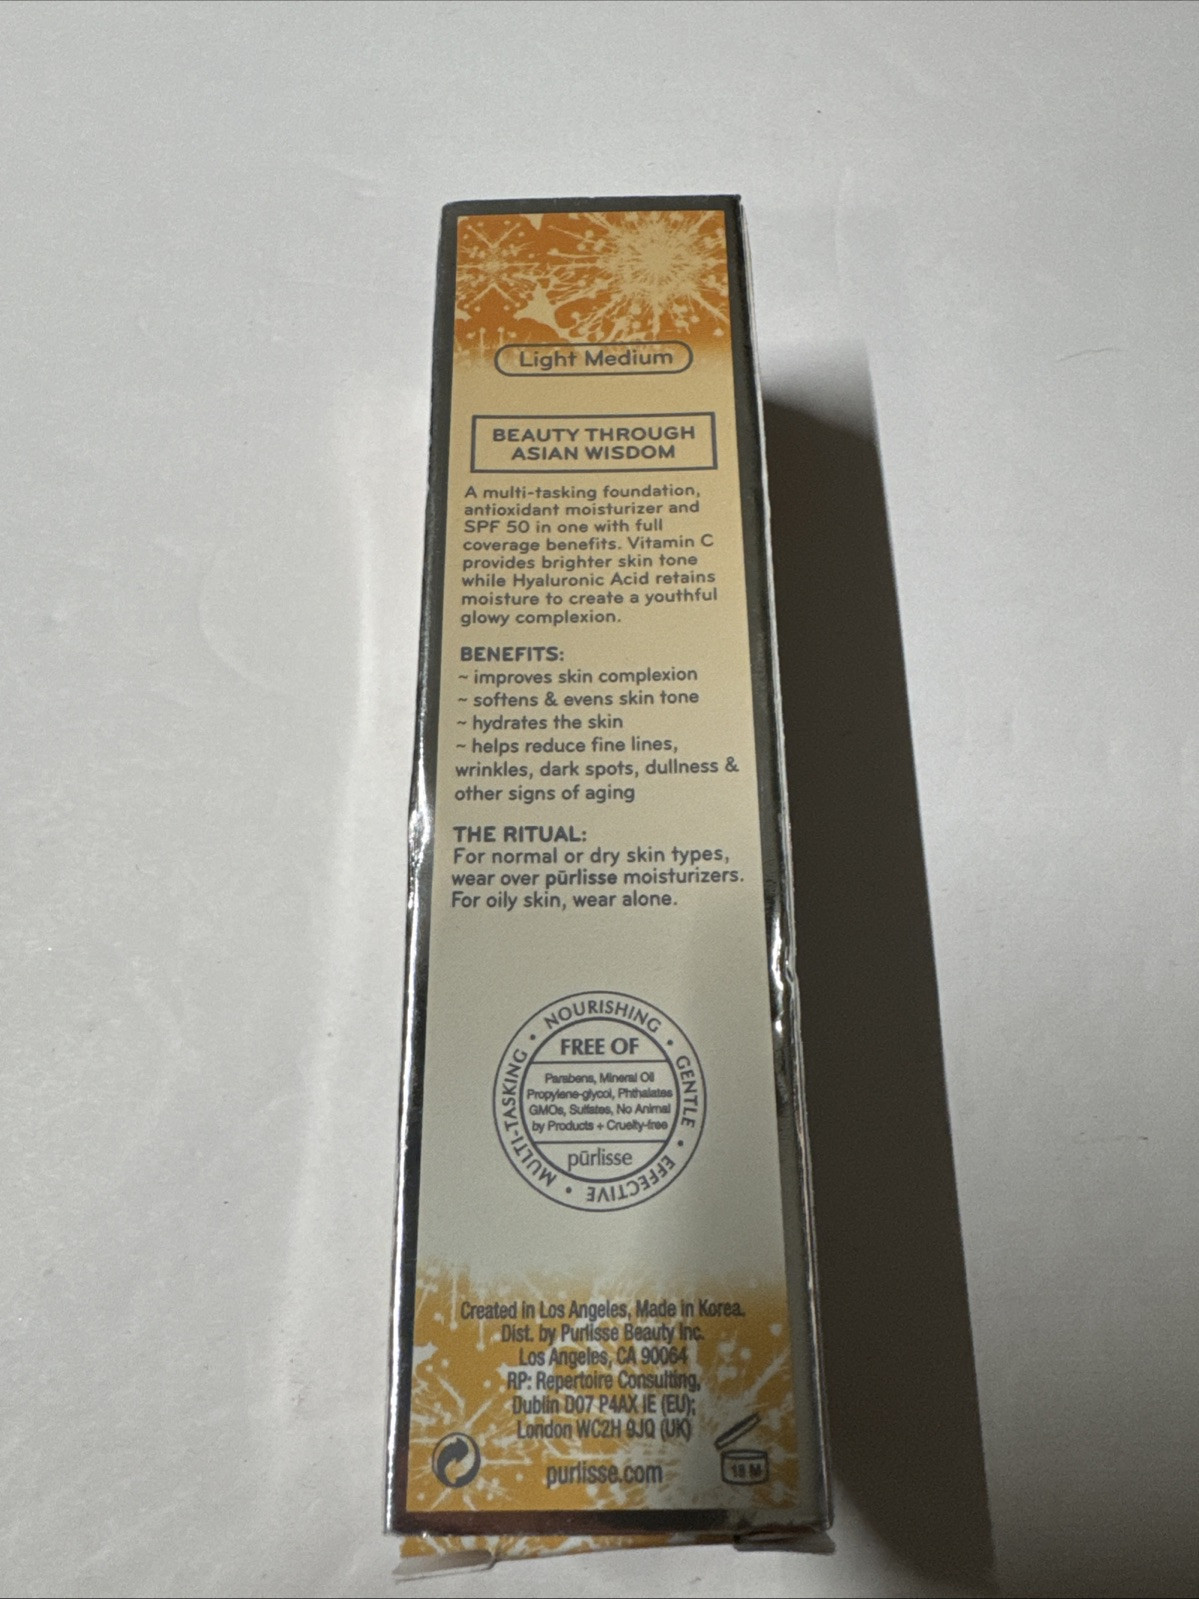 Light Medium
BEAUTY THROUGH
ASIAN WISDOM
A multi-tasking foundation,
antioxidant moisturizer and
SPF 50 in one with full
coverage benefits. Vitamin C
provides brighter skin tone
while Hyaluronic Acid retains
moisture to create a youthful
glowy complexion.
BENEFITS:
~ improves skin complexion
~ softens & evens skin tone
~ hydrates the skin
~ helps reduce fine lines,
wrinkles, dark spots, dullness &
other signs of aging
THE RITUAL:
For normal or dry skin types,
wear over pūrlisse moisturizers.
For oily skin, wear alone.
MULTI-TASKING • NOURISHING • GENTLE • EFFECTIVE •
FREE OF
Parabens, Mineral Oil
Propylene-glycol, Phthalates
GMOs, Sulfates, No Animal
by Products + Cruelty-free
pūrlisse
Created in Los Angeles, Made in Korea.
Dist. by Purlisse Beauty Inc.
Los Angeles, CA 90064
RP: Repertoire Consulting,
Dublin D07 P4AX IE (EU);
London WC2H 9JQ (UK)
purlisse.com
18 M